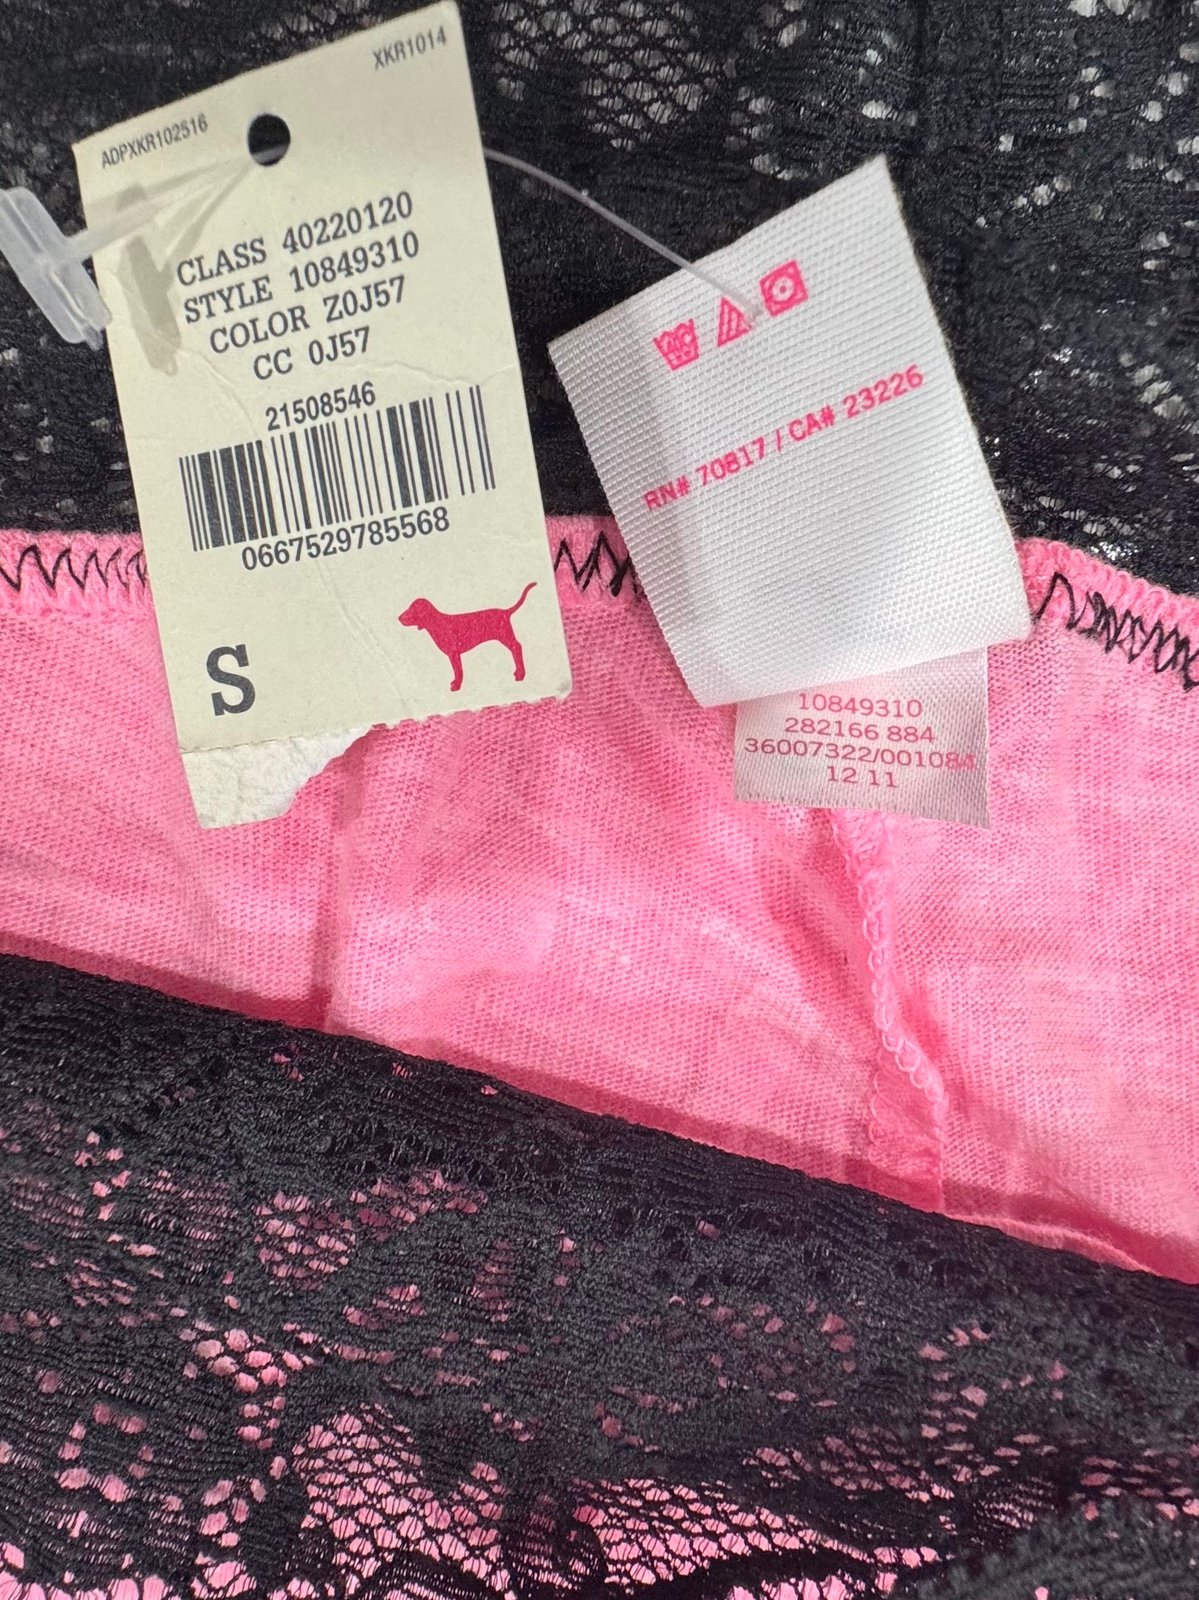 XKR1014
ADPXKR102516
CLASS 40220120
STYLE 10849310
COLOR Z0J57
CC 0J57
21508546
0667529785568
S
RN# 70817 / CA# 23226
10849310
282166 884
36007322/001084
12 11